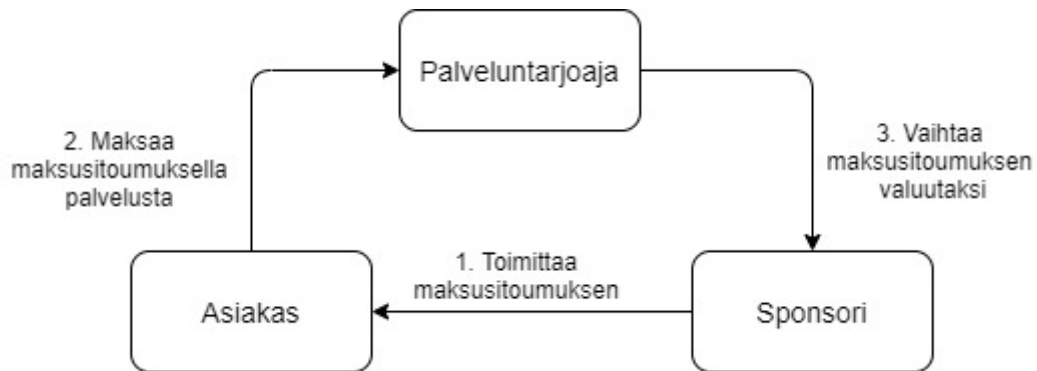 Palveluntarjoaja
2. Maksaa
maksusitoumuksella
palvelusta
3. Vaihtaa
maksusitoumuksen
valuutaksi
1. Toimittaa
maksusitoumuksen
Asiakas
Sponsori